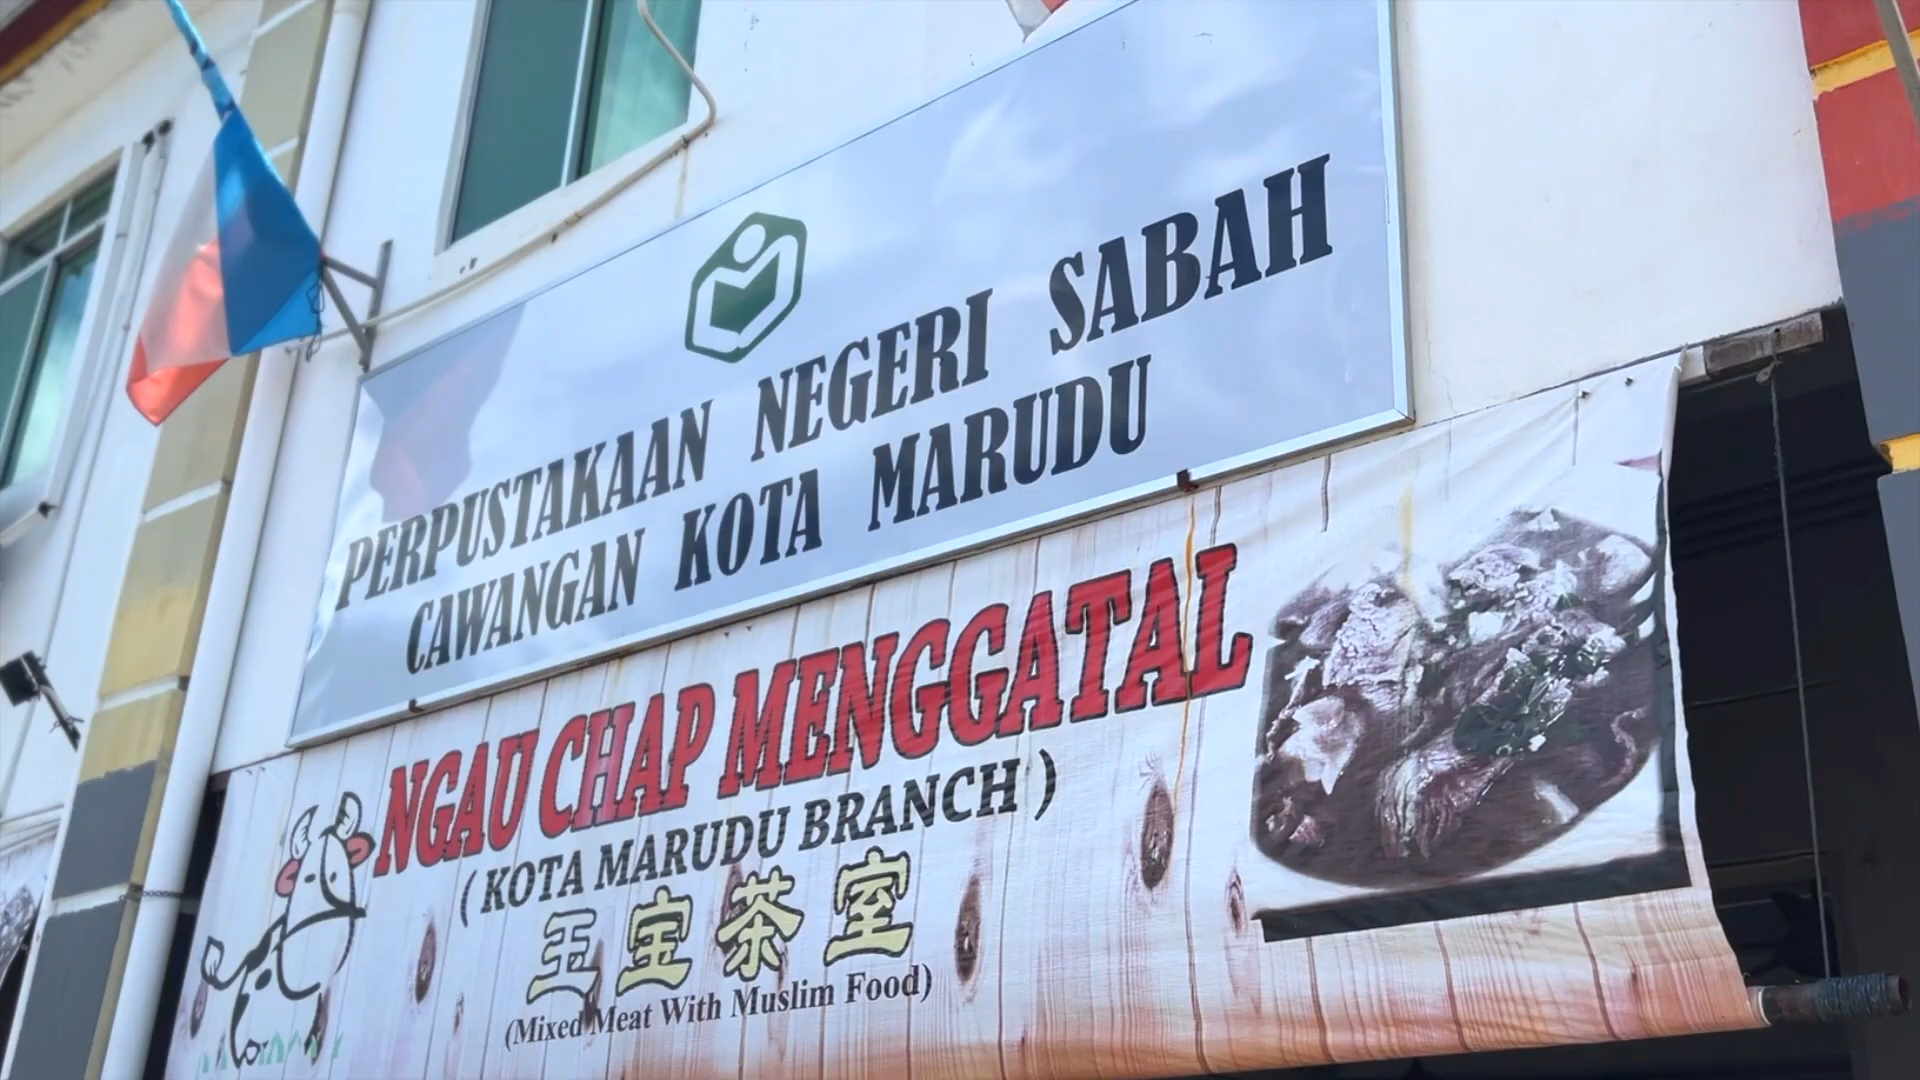 PERPUSTAKAAN NEGERI SABAH
CAWANGAN KOTA MARUDU
NGAU CHAP MENGGATAL
( KOTA MARUDU BRANCH )
玉宝茶室
(Mixed Meat With Muslim Food)